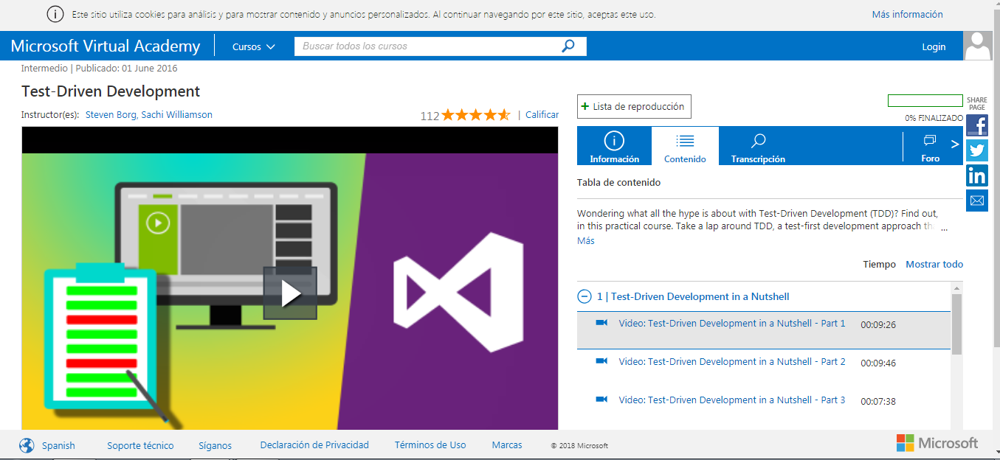 Este sitio utiliza cookies para análisis y para mostrar contenido y anuncios personalizados. Al continuar navegando por este sitio, aceptas este uso.
Más información
Microsoft Virtual Academy
Cursos
Buscar todos los cursos
Login
Intermedio | Publicado: 01 June 2016
Test-Driven Development
Instructor(es): Steven Borg, Sachi Williamson
112
| Calificar
+ Lista de reproducción
0% FINALIZADO
SHARE
PAGE
Información
Contenido
Transcripción
Foro
>
Tabla de contenido
Wondering what all the hype is about with Test-Driven Development (TDD)? Find out,
in this practical course. Take a lap around TDD, a test-first development approach th ...
Más
Tiempo
Mostrar todo
1 | Test-Driven Development in a Nutshell
Video: Test-Driven Development in a Nutshell - Part 1 00:09:26
Video: Test-Driven Development in a Nutshell - Part 2 00:09:46
Video: Test-Driven Development in a Nutshell - Part 3 00:07:38
Spanish
Soporte técnico
Síganos
Declaración de Privacidad
Términos de Uso
Marcas
© 2018 Microsoft
Microsoft